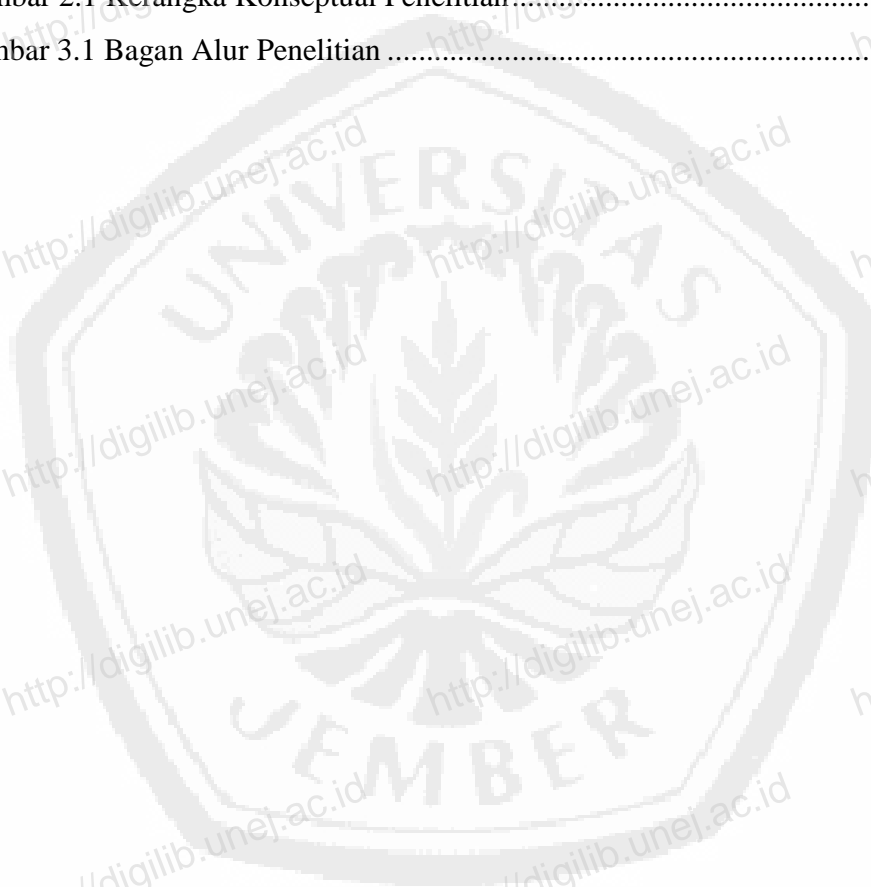 mbar 2.1 Kerangka Konseptual Penelitian....................................................
mbar 3.1 Bagan Alur Penelitian ....................................................................
UNIVERSITAS
JEMBER
http://digilib.unej.ac.id
http://digilib.unej.ac.id
http://digilib.unej.ac.id
http://digilib.unej.ac.id
http://digilib.unej.ac.id
http://digilib.unej.ac.id